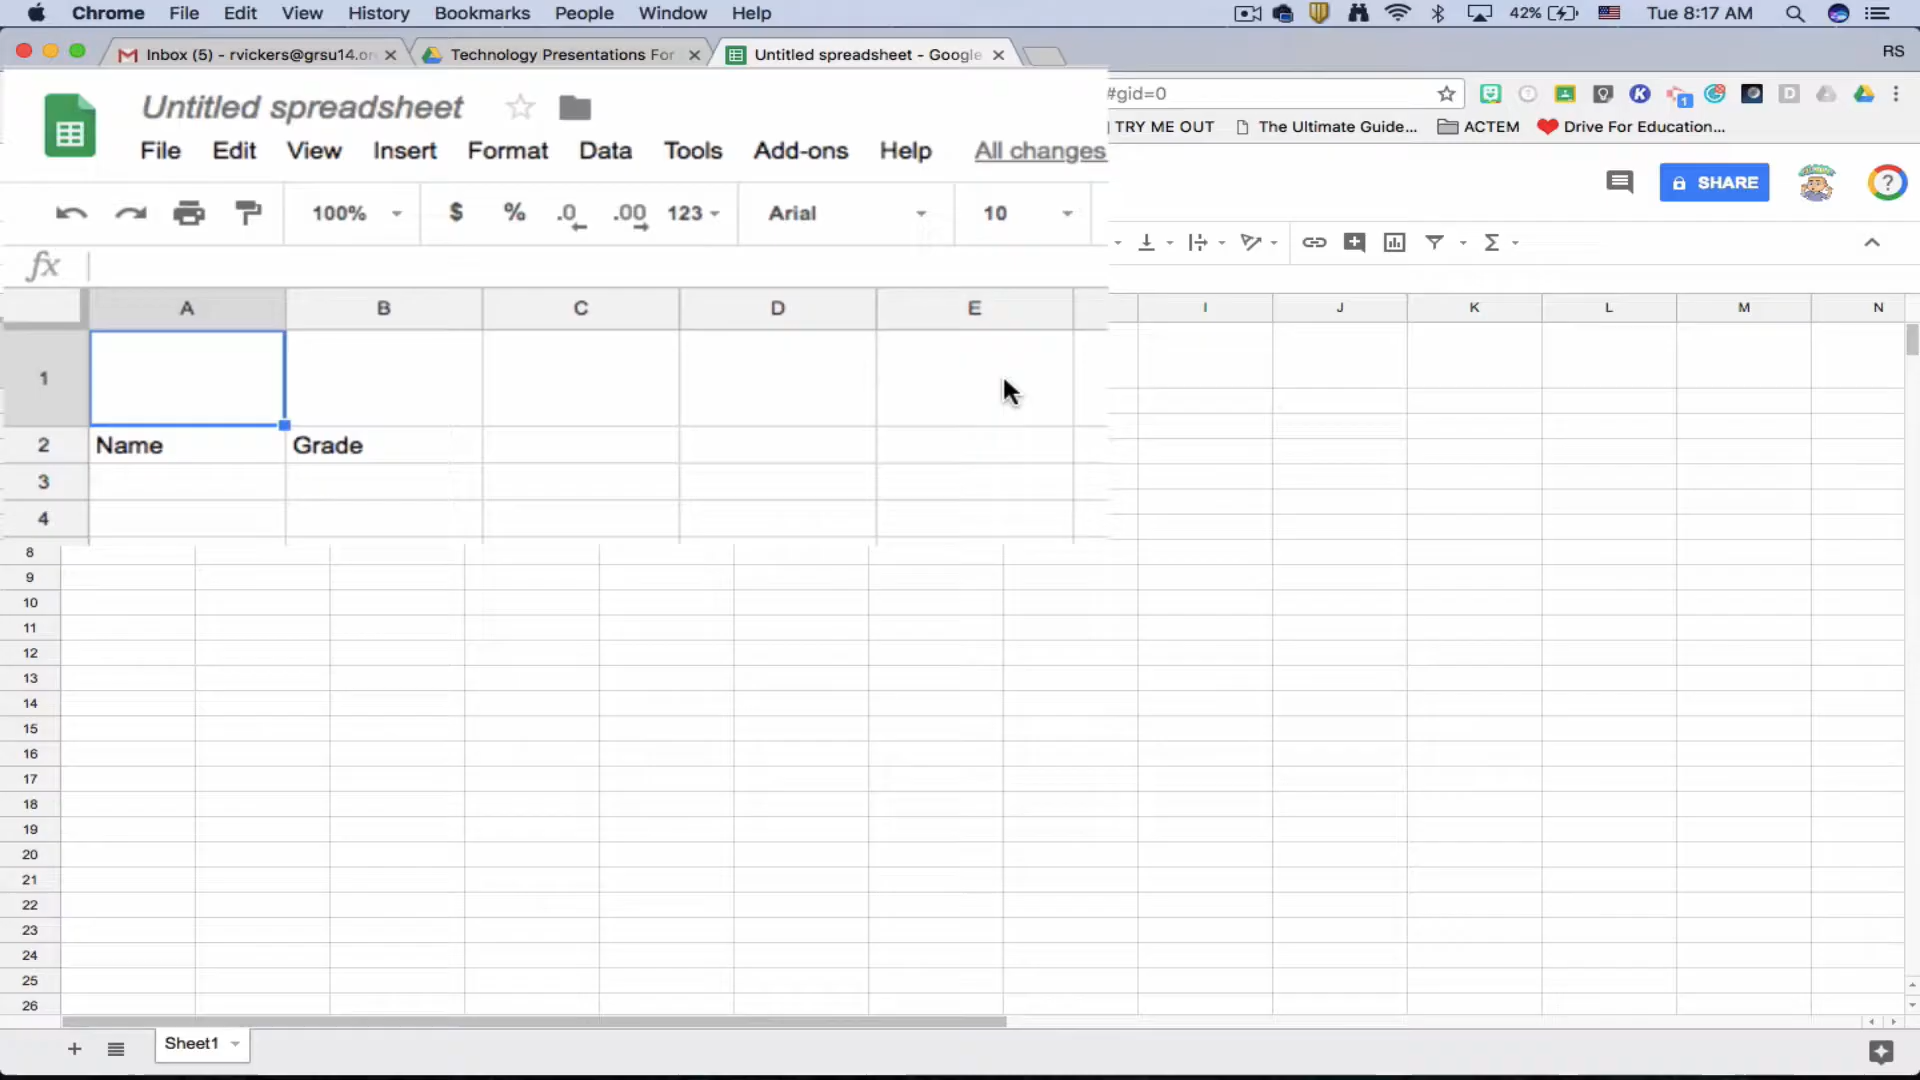 Chrome File Edit View History Bookmarks People Window Help 42% Tue 8:17 AM
Inbox (5) - rvickers@grsu14.or Technology Presentations For Untitled spreadsheet - Google RS
#gid=0
Untitled spreadsheet
TRY ME OUT The Ultimate Guide... ACTEM Drive For Education...
File Edit View Insert Format Data Tools Add-ons Help All changes
SHARE ?
100% $ % .0 .00 123 Arial 10 Σ
fx
A B C D E I J K L M N
1
2 Name Grade
3
4
8
9
10
11
12
13
14
15
16
17
18
19
20
21
22
23
24
25
26
+ Sheet1